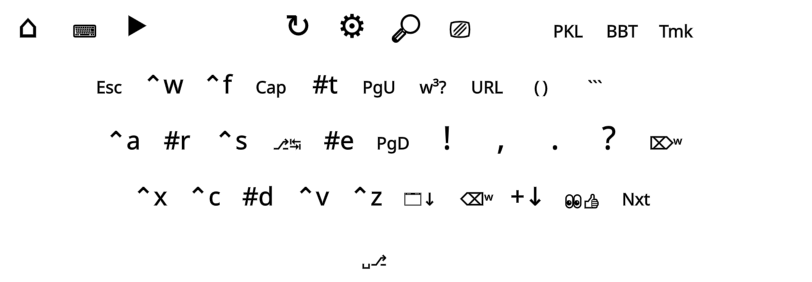 ⌂ ⌨ ▶ ↻ ⚙ 🔎 ⎚ PKL BBT Tmk
Esc ^w ^f Cap #t PgU w³? URL () ```
^a #r ^s ⎇↹ #e PgD ! , . ? ⌦ʷ
^x ^c #d ^v ^z 🗔↓ ⌫ʷ +↓ 👀👍 Nxt
␣⎇